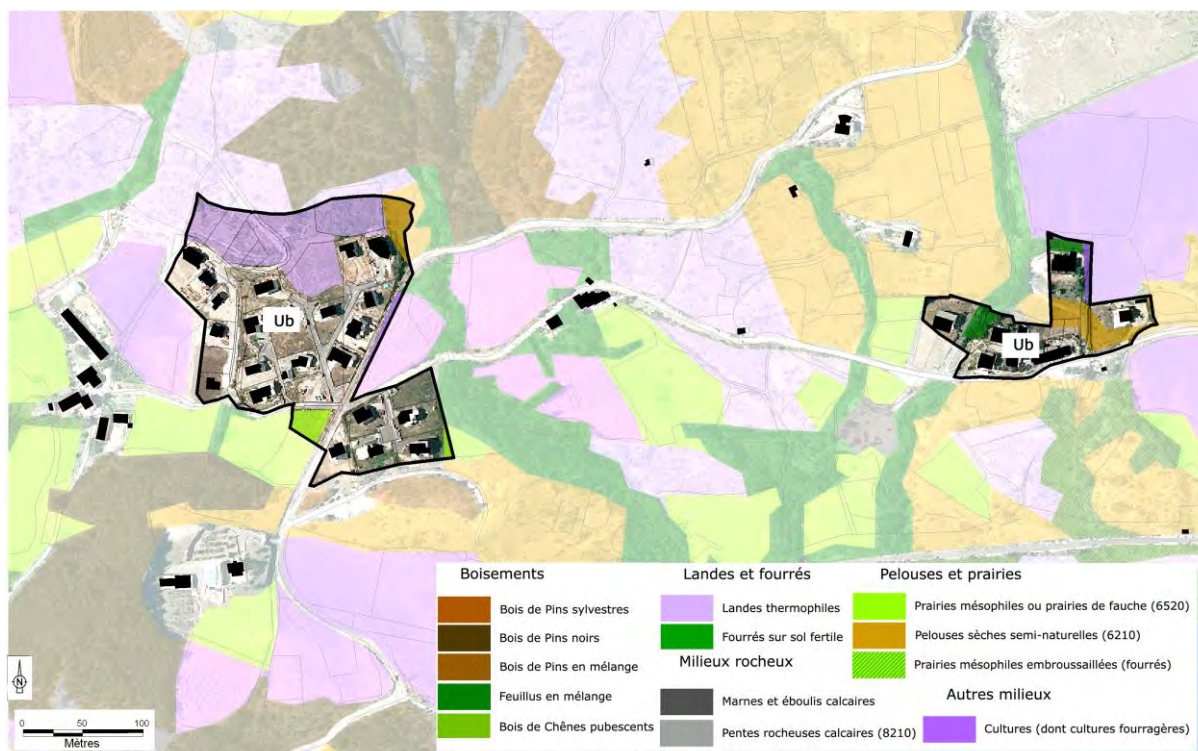 Ub
Ub
N
0 50 100
Mètres
Boisements
Bois de Pins sylvestres
Bois de Pins noirs
Bois de Pins en mélange
Feuillus en mélange
Bois de Chênes pubescents
Landes et fourrés
Landes thermophiles
Fourrés sur sol fertile
Milieux rocheux
Marnes et éboulis calcaires
Pentes rocheuses calcaires (8210)
Pelouses et prairies
Prairies mésophiles ou prairies de fauche (6520)
Pelouses sèches semi-naturelles (6210)
Prairies mésophiles embroussaillées (fourrés)
Autres milieux
Cultures (dont cultures fourragères)